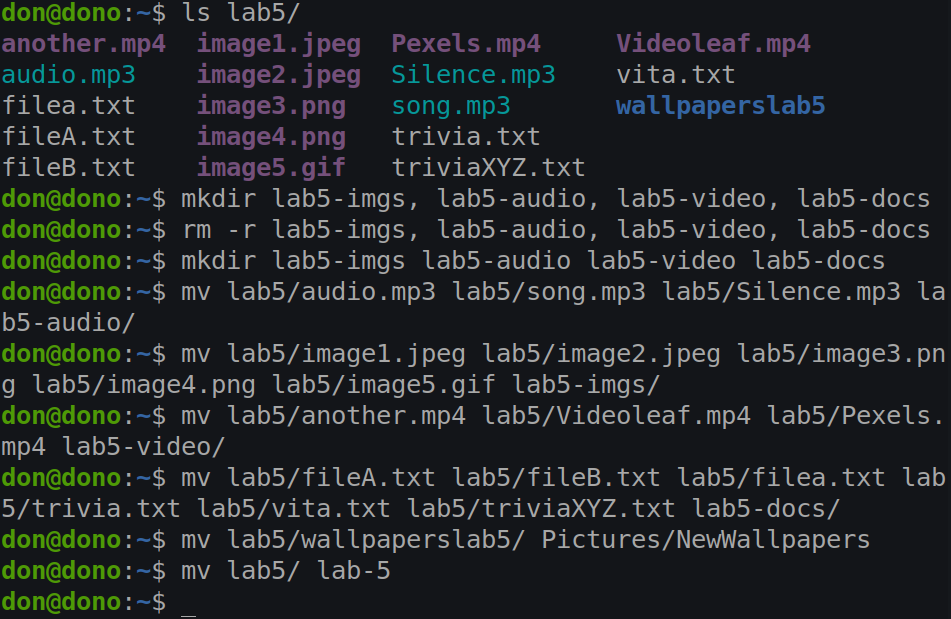 don@dono:~$ ls lab5/
another.mp4  image1.jpeg  Pexels.mp4     Videoleaf.mp4
audio.mp3    image2.jpeg  Silence.mp3    vita.txt
filea.txt    image3.png   song.mp3       wallpaperslab5
fileA.txt    image4.png   trivia.txt
fileB.txt    image5.gif   triviaXYZ.txt
don@dono:~$ mkdir lab5-imgs, lab5-audio, lab5-video, lab5-docs
don@dono:~$ rm -r lab5-imgs, lab5-audio, lab5-video, lab5-docs
don@dono:~$ mkdir lab5-imgs lab5-audio lab5-video lab5-docs
don@dono:~$ mv lab5/audio.mp3 lab5/song.mp3 lab5/Silence.mp3 la
b5-audio/
don@dono:~$ mv lab5/image1.jpeg lab5/image2.jpeg lab5/image3.pn
g lab5/image4.png lab5/image5.gif lab5-imgs/
don@dono:~$ mv lab5/another.mp4 lab5/Videoleaf.mp4 lab5/Pexels.
mp4 lab5-video/
don@dono:~$ mv lab5/fileA.txt lab5/fileB.txt lab5/filea.txt lab
5/trivia.txt lab5/vita.txt lab5/triviaXYZ.txt lab5-docs/
don@dono:~$ mv lab5/wallpaperslab5/ Pictures/NewWallpapers
don@dono:~$ mv lab5/ lab-5
don@dono:~$